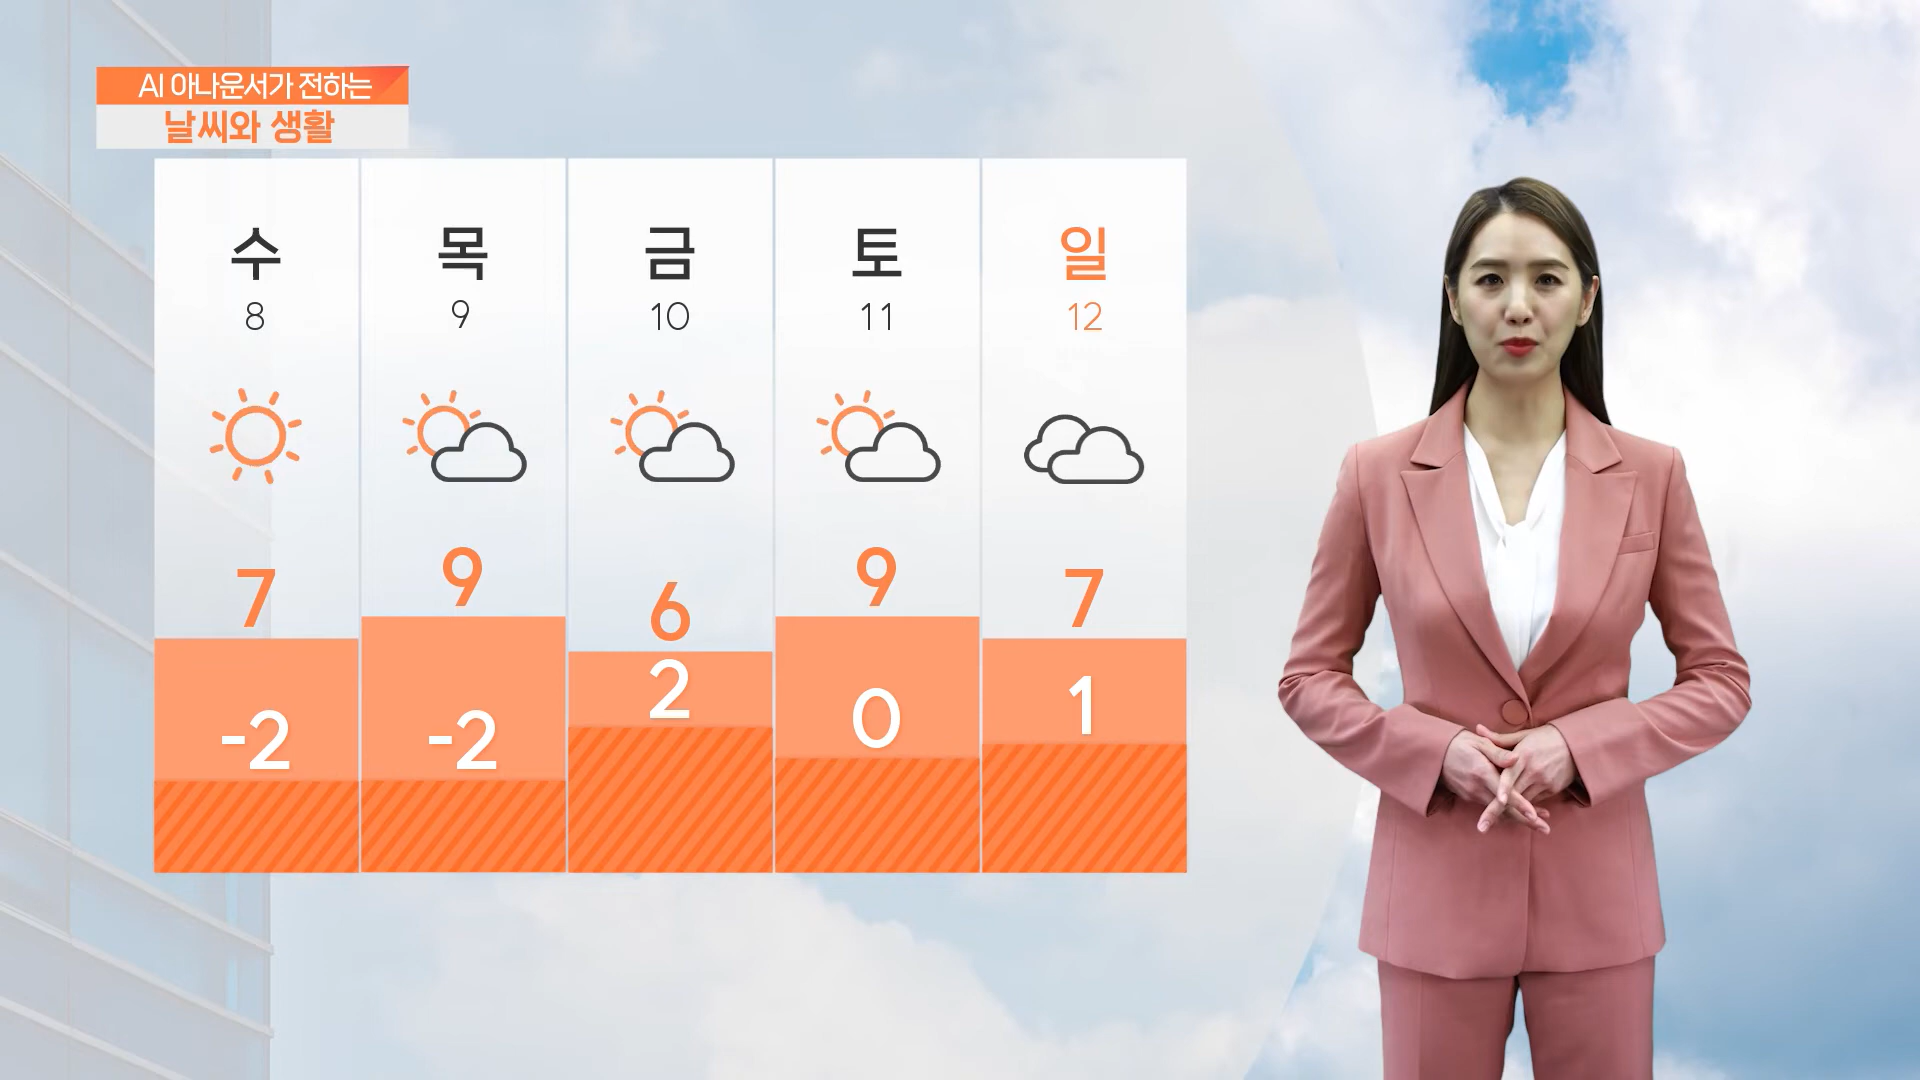 AI 아나운서가 전하는
날씨와 생활
수 목 금 토 일
8 9 10 11 12
7 9 6 9 7
-2 -2 2 0 1